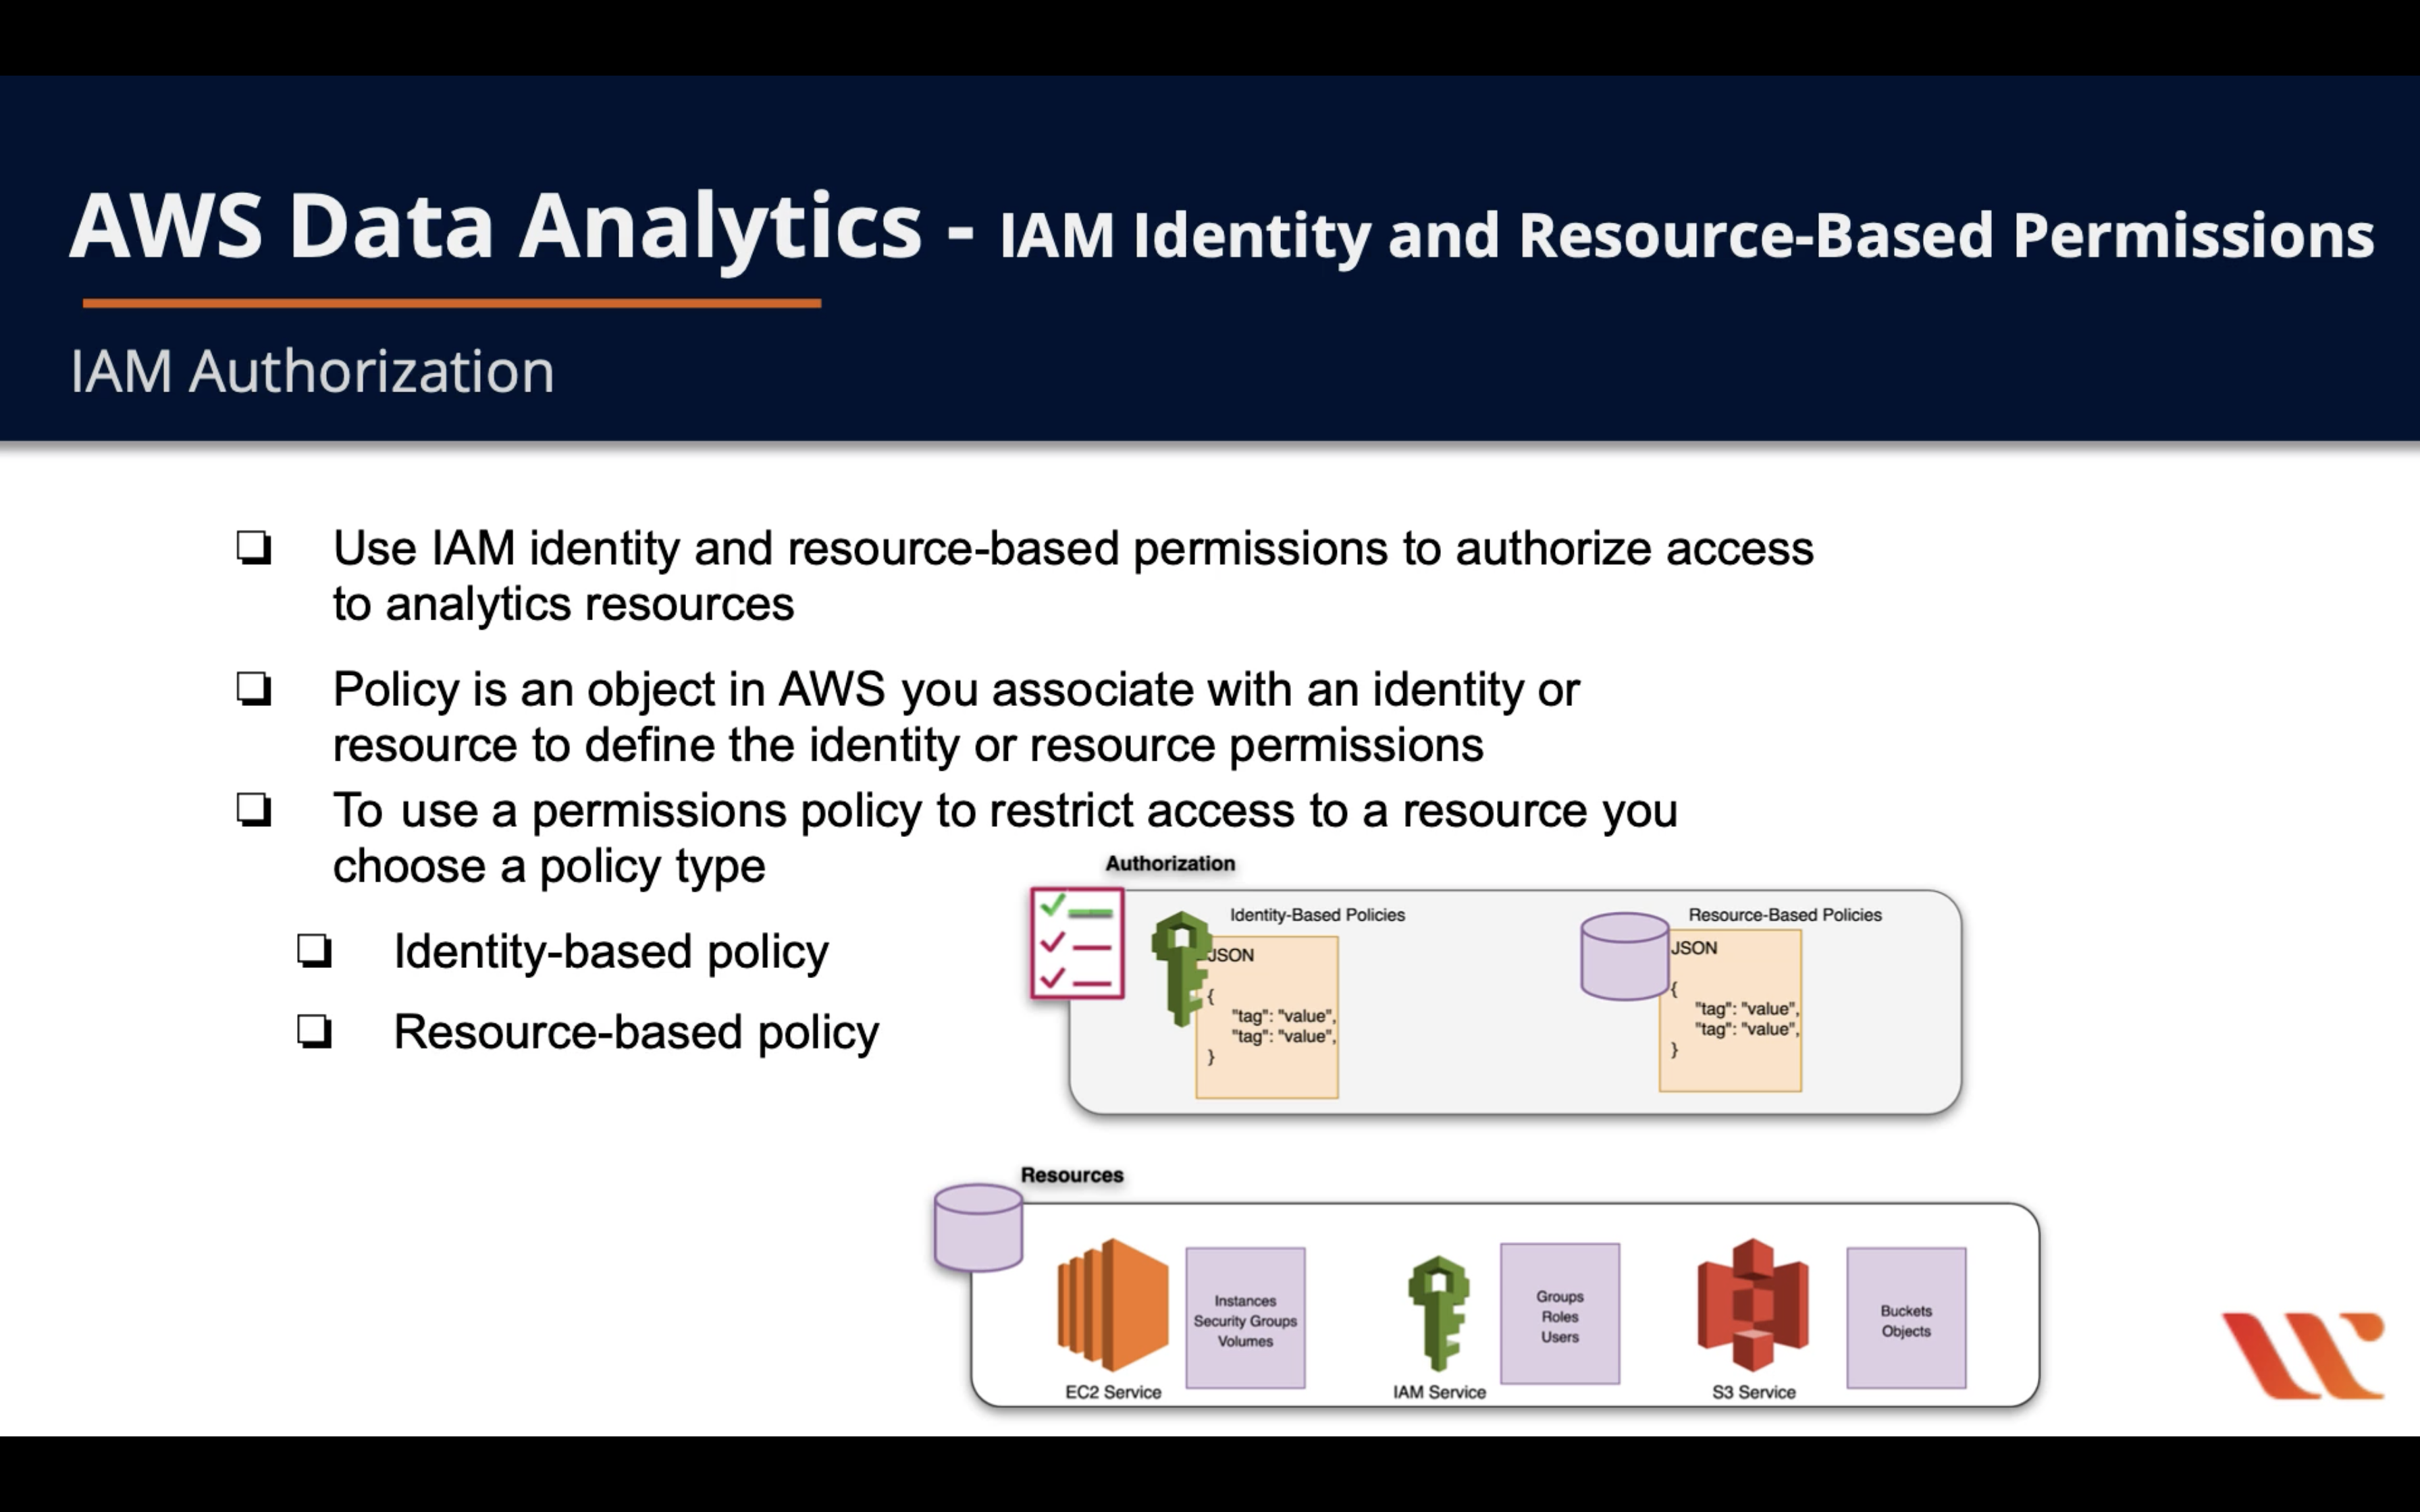 AWS Data Analytics - IAM Identity and Resource-Based Permissions
IAM Authorization
❏ Use IAM identity and resource-based permissions to authorize access
to analytics resources
❏ Policy is an object in AWS you associate with an identity or
resource to define the identity or resource permissions
❏ To use a permissions policy to restrict access to a resource you
choose a policy type
❏ Identity-based policy
❏ Resource-based policy
Authorization
Identity-Based Policies
JSON
{
"tag": "value",
"tag": "value",
}
Resource-Based Policies
JSON
{
"tag": "value",
"tag": "value",
}
Resources
Instances
Security Groups
Volumes
EC2 Service
Groups
Roles
Users
IAM Service
Buckets
Objects
S3 Service